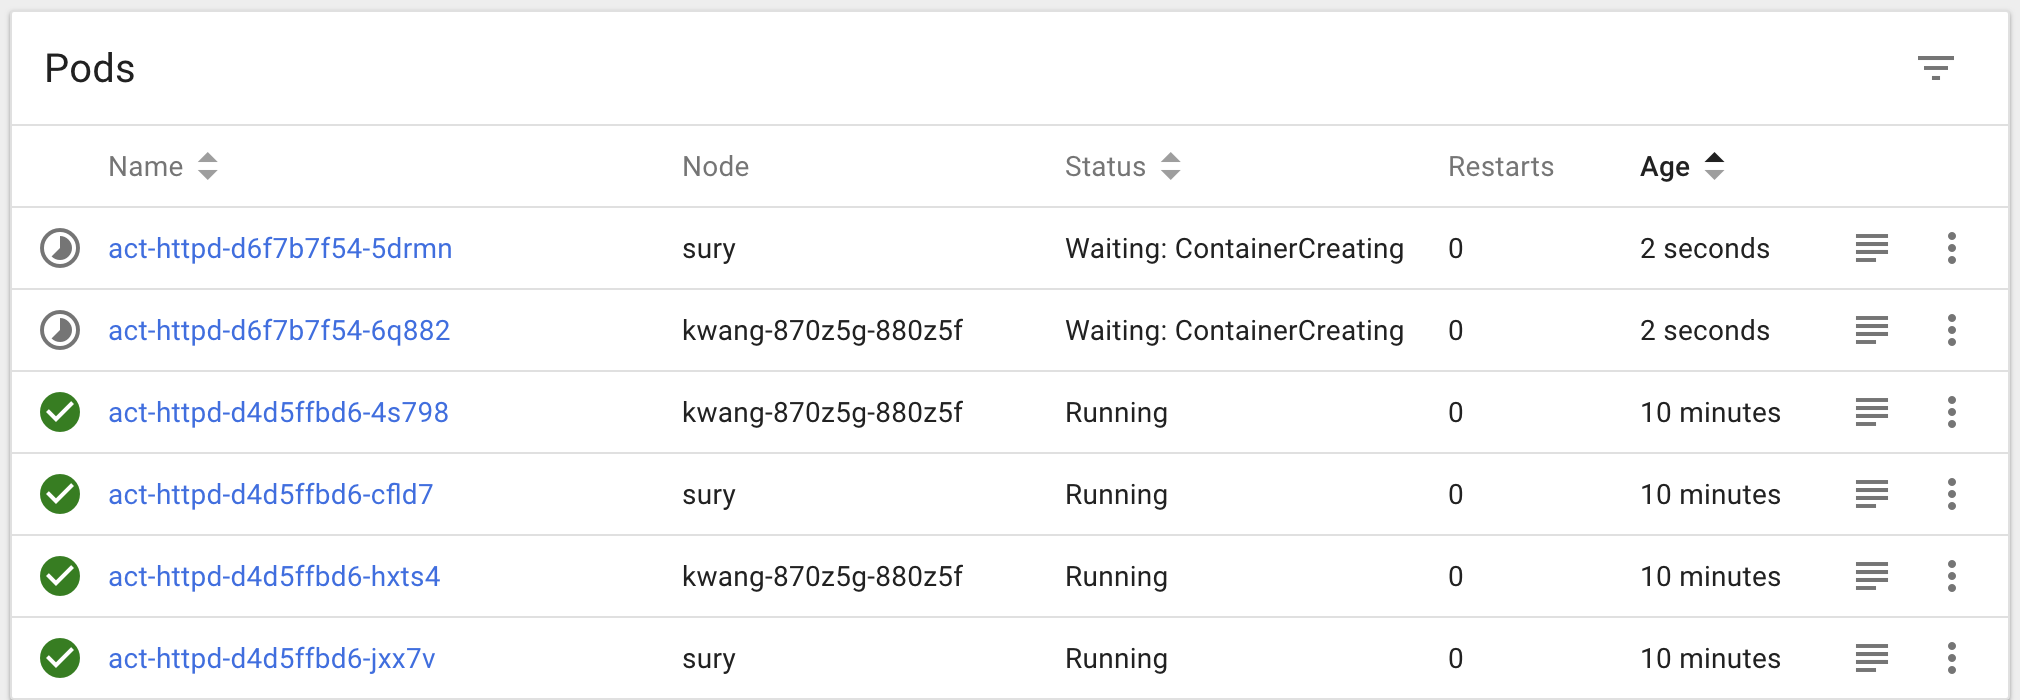 Pods
Name Node Status Restarts Age
act-httpd-d6f7b7f54-5drmn sury Waiting: ContainerCreating 0 2 seconds
act-httpd-d6f7b7f54-6q882 kwang-870z5g-880z5f Waiting: ContainerCreating 0 2 seconds
act-httpd-d4d5ffbd6-4s798 kwang-870z5g-880z5f Running 0 10 minutes
act-httpd-d4d5ffbd6-cfld7 sury Running 0 10 minutes
act-httpd-d4d5ffbd6-hxts4 kwang-870z5g-880z5f Running 0 10 minutes
act-httpd-d4d5ffbd6-jxx7v sury Running 0 10 minutes